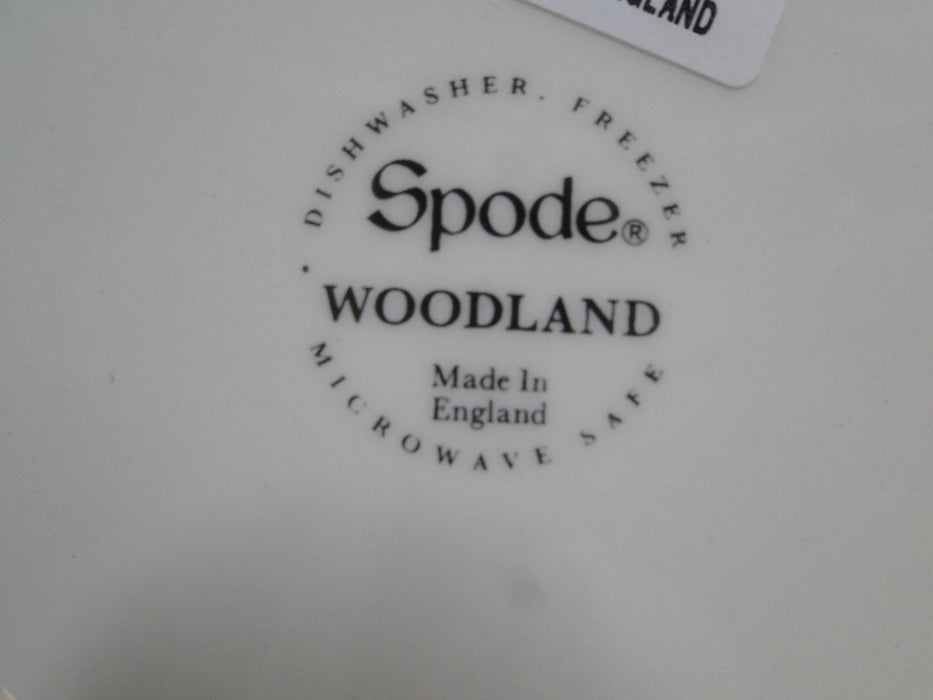 DISHWASHER. FREEZER
Spode®
WOODLAND
Made In
England
· MICROWAVE SAFE